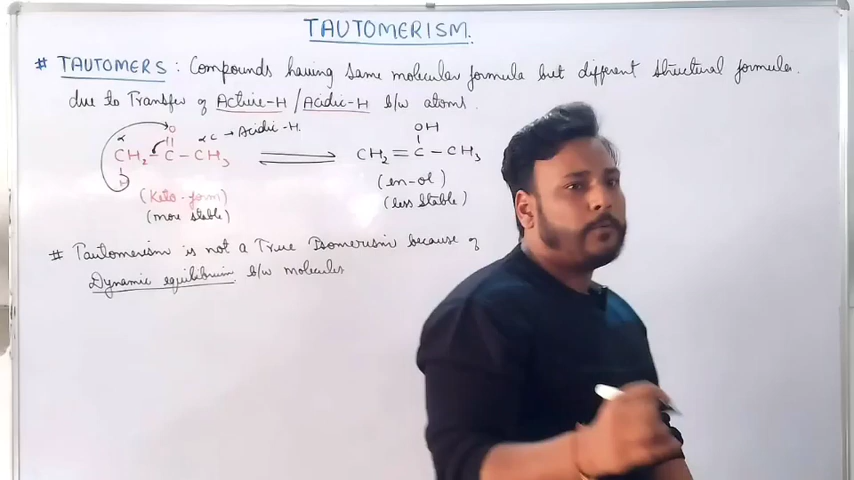 TAUTOMERISM.
# TAUTOMERS : Compounds having same molecular formula but different structural formula.
due to Transfer of Active-H / Acidic-H b/w atoms.
α O αC → Acidic-H. OH
CH2 - C - CH3 ⇌ CH2 = C - CH3
H
(Keto-form) (en-ol)
(more stable) (less stable)
# Tautomerism is not a True Isomerism because of
Dynamic equilibrium b/w molecules